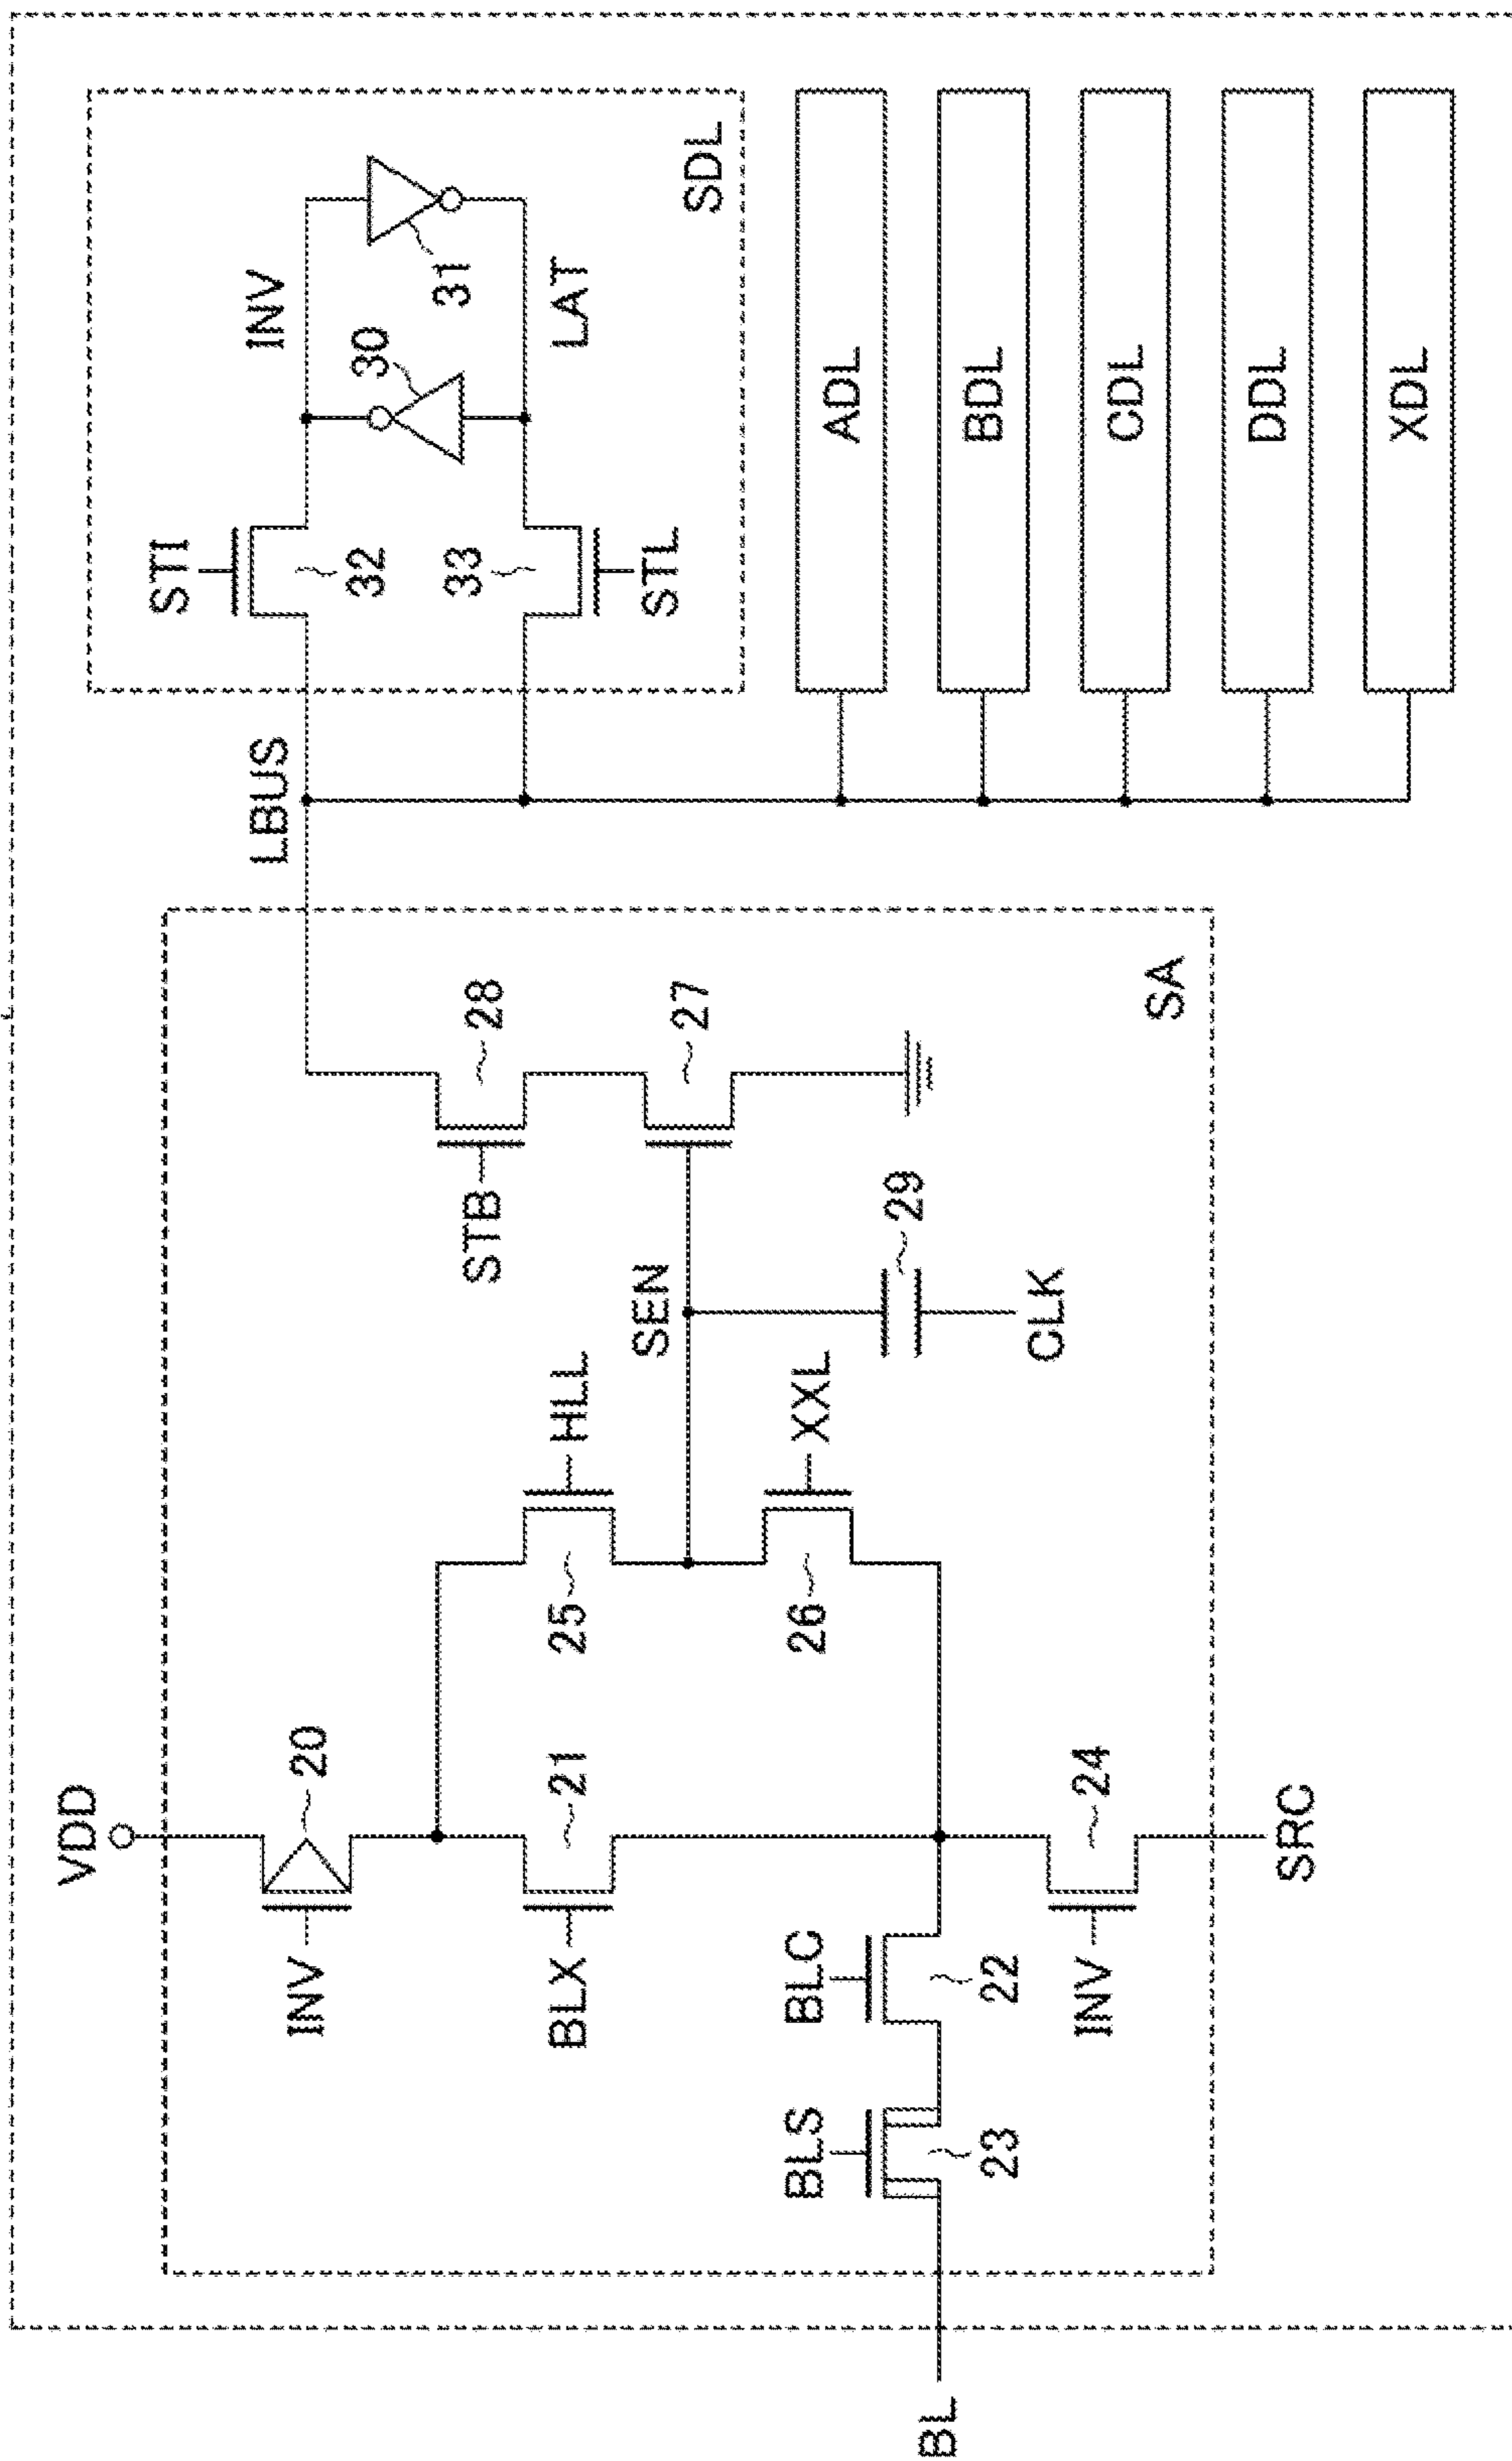 VDD
INV
20
BLX
21
HLL
25
SEN
XXL
26
BLS
23
BLC
22
INV
24
SRC
BL
STB
28
27
29
CLK
SA
LBUS
STI
32
33
STL
INV
30
31
LAT
SDL
ADL
BDL
CDL
DDL
XDL